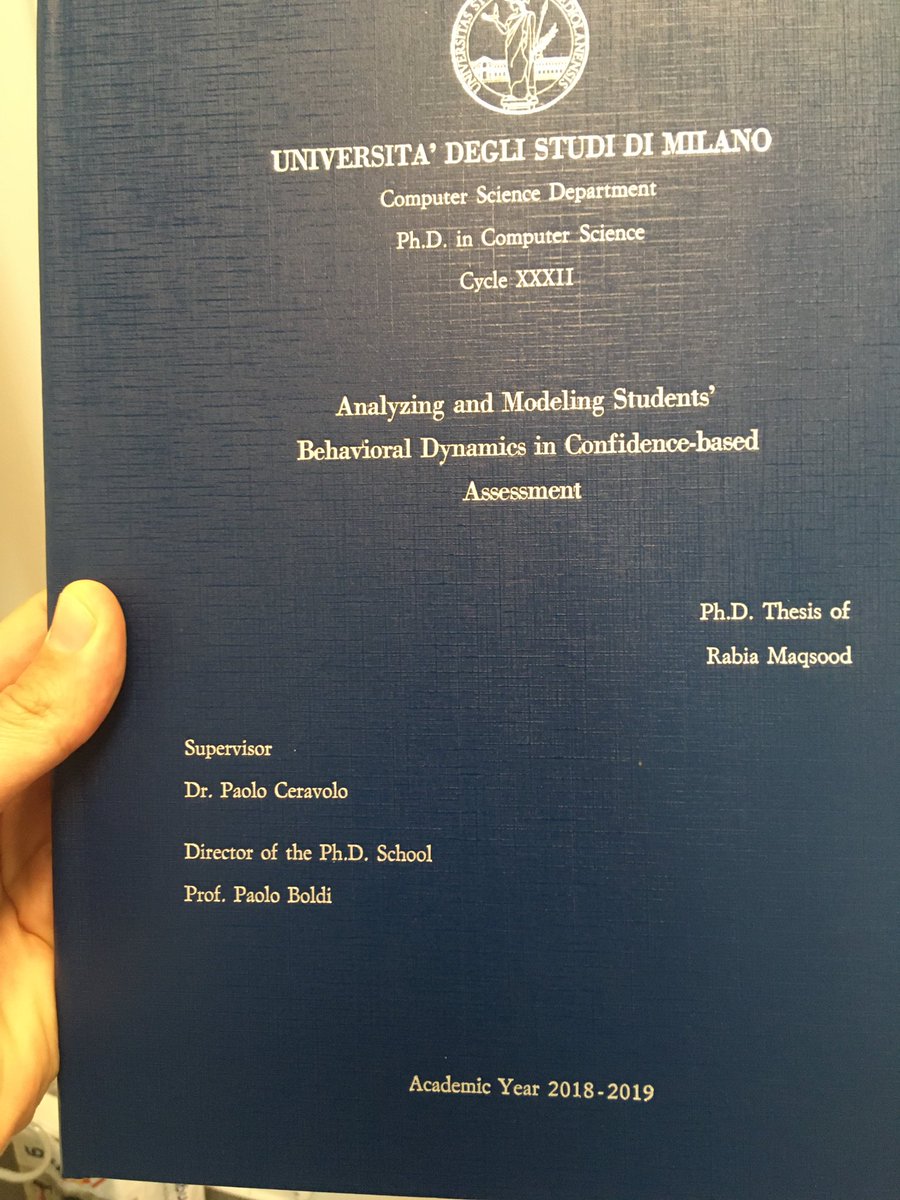 UNIVERSITAS S
OLANENSIS
UNIVERSITA' DEGLI STUDI DI MILANO
Computer Science Department
Ph.D. in Computer Science
Cycle XXXII
Analyzing and Modeling Students'
Behavioral Dynamics in Confidence-based
Assessment
Ph.D. Thesis of
Rabia Maqsood
Supervisor
Dr. Paolo Ceravolo
Director of the Ph.D. School
Prof. Paolo Boldi
Academic Year 2018-2019